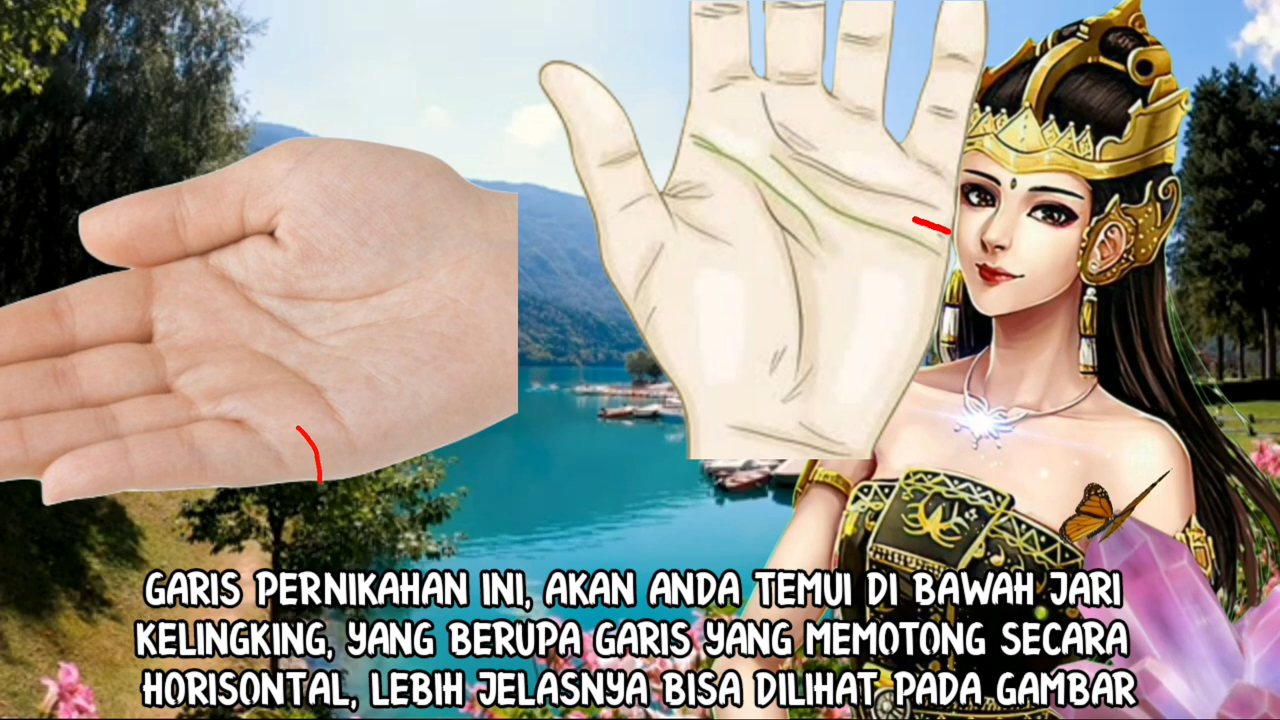 GARIS PERNIKAHAN INI, AKAN ANDA TEMUI DI BAWAH JARI
KELINGKING, YANG BERUPA GARIS YANG MEMOTONG SECARA
HORISONTAL, LEBIH JELASNYA BISA DILIHAT PADA GAMBAR